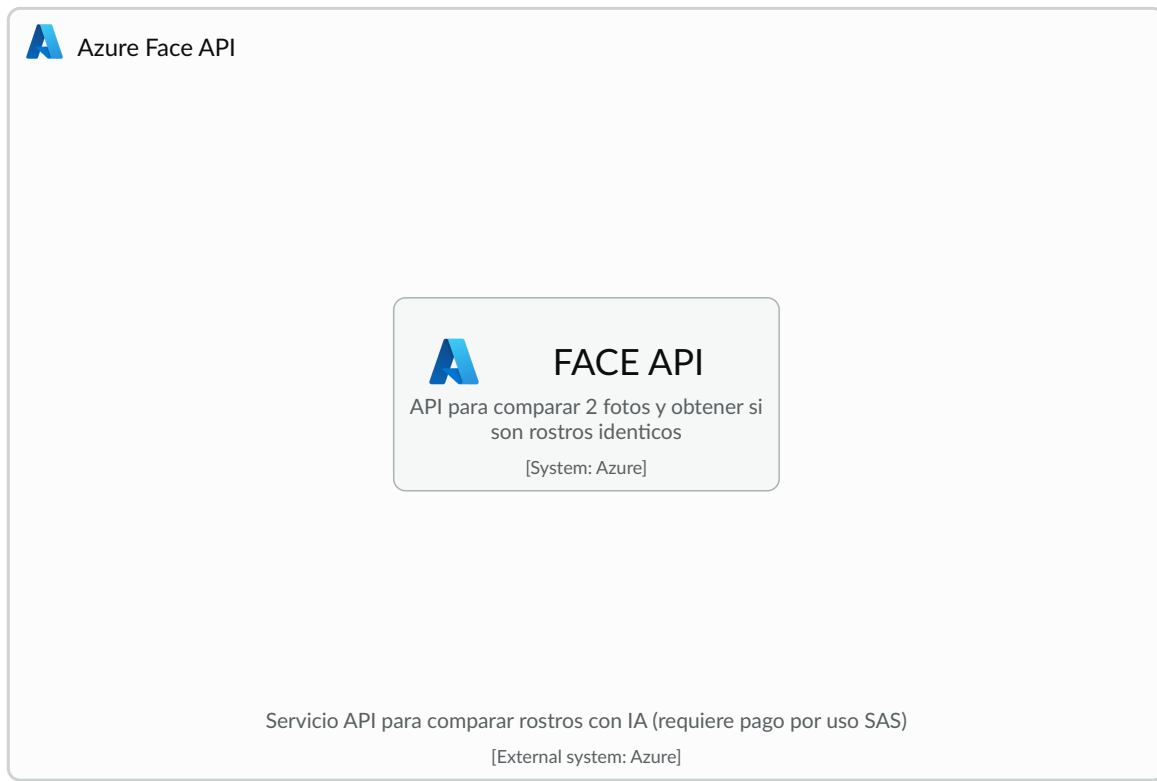 Azure Face API
FACE API
API para comparar 2 fotos y obtener si
son rostros identicos
[System: Azure]
Servicio API para comparar rostros con IA (requiere pago por uso SAS)
[External system: Azure]